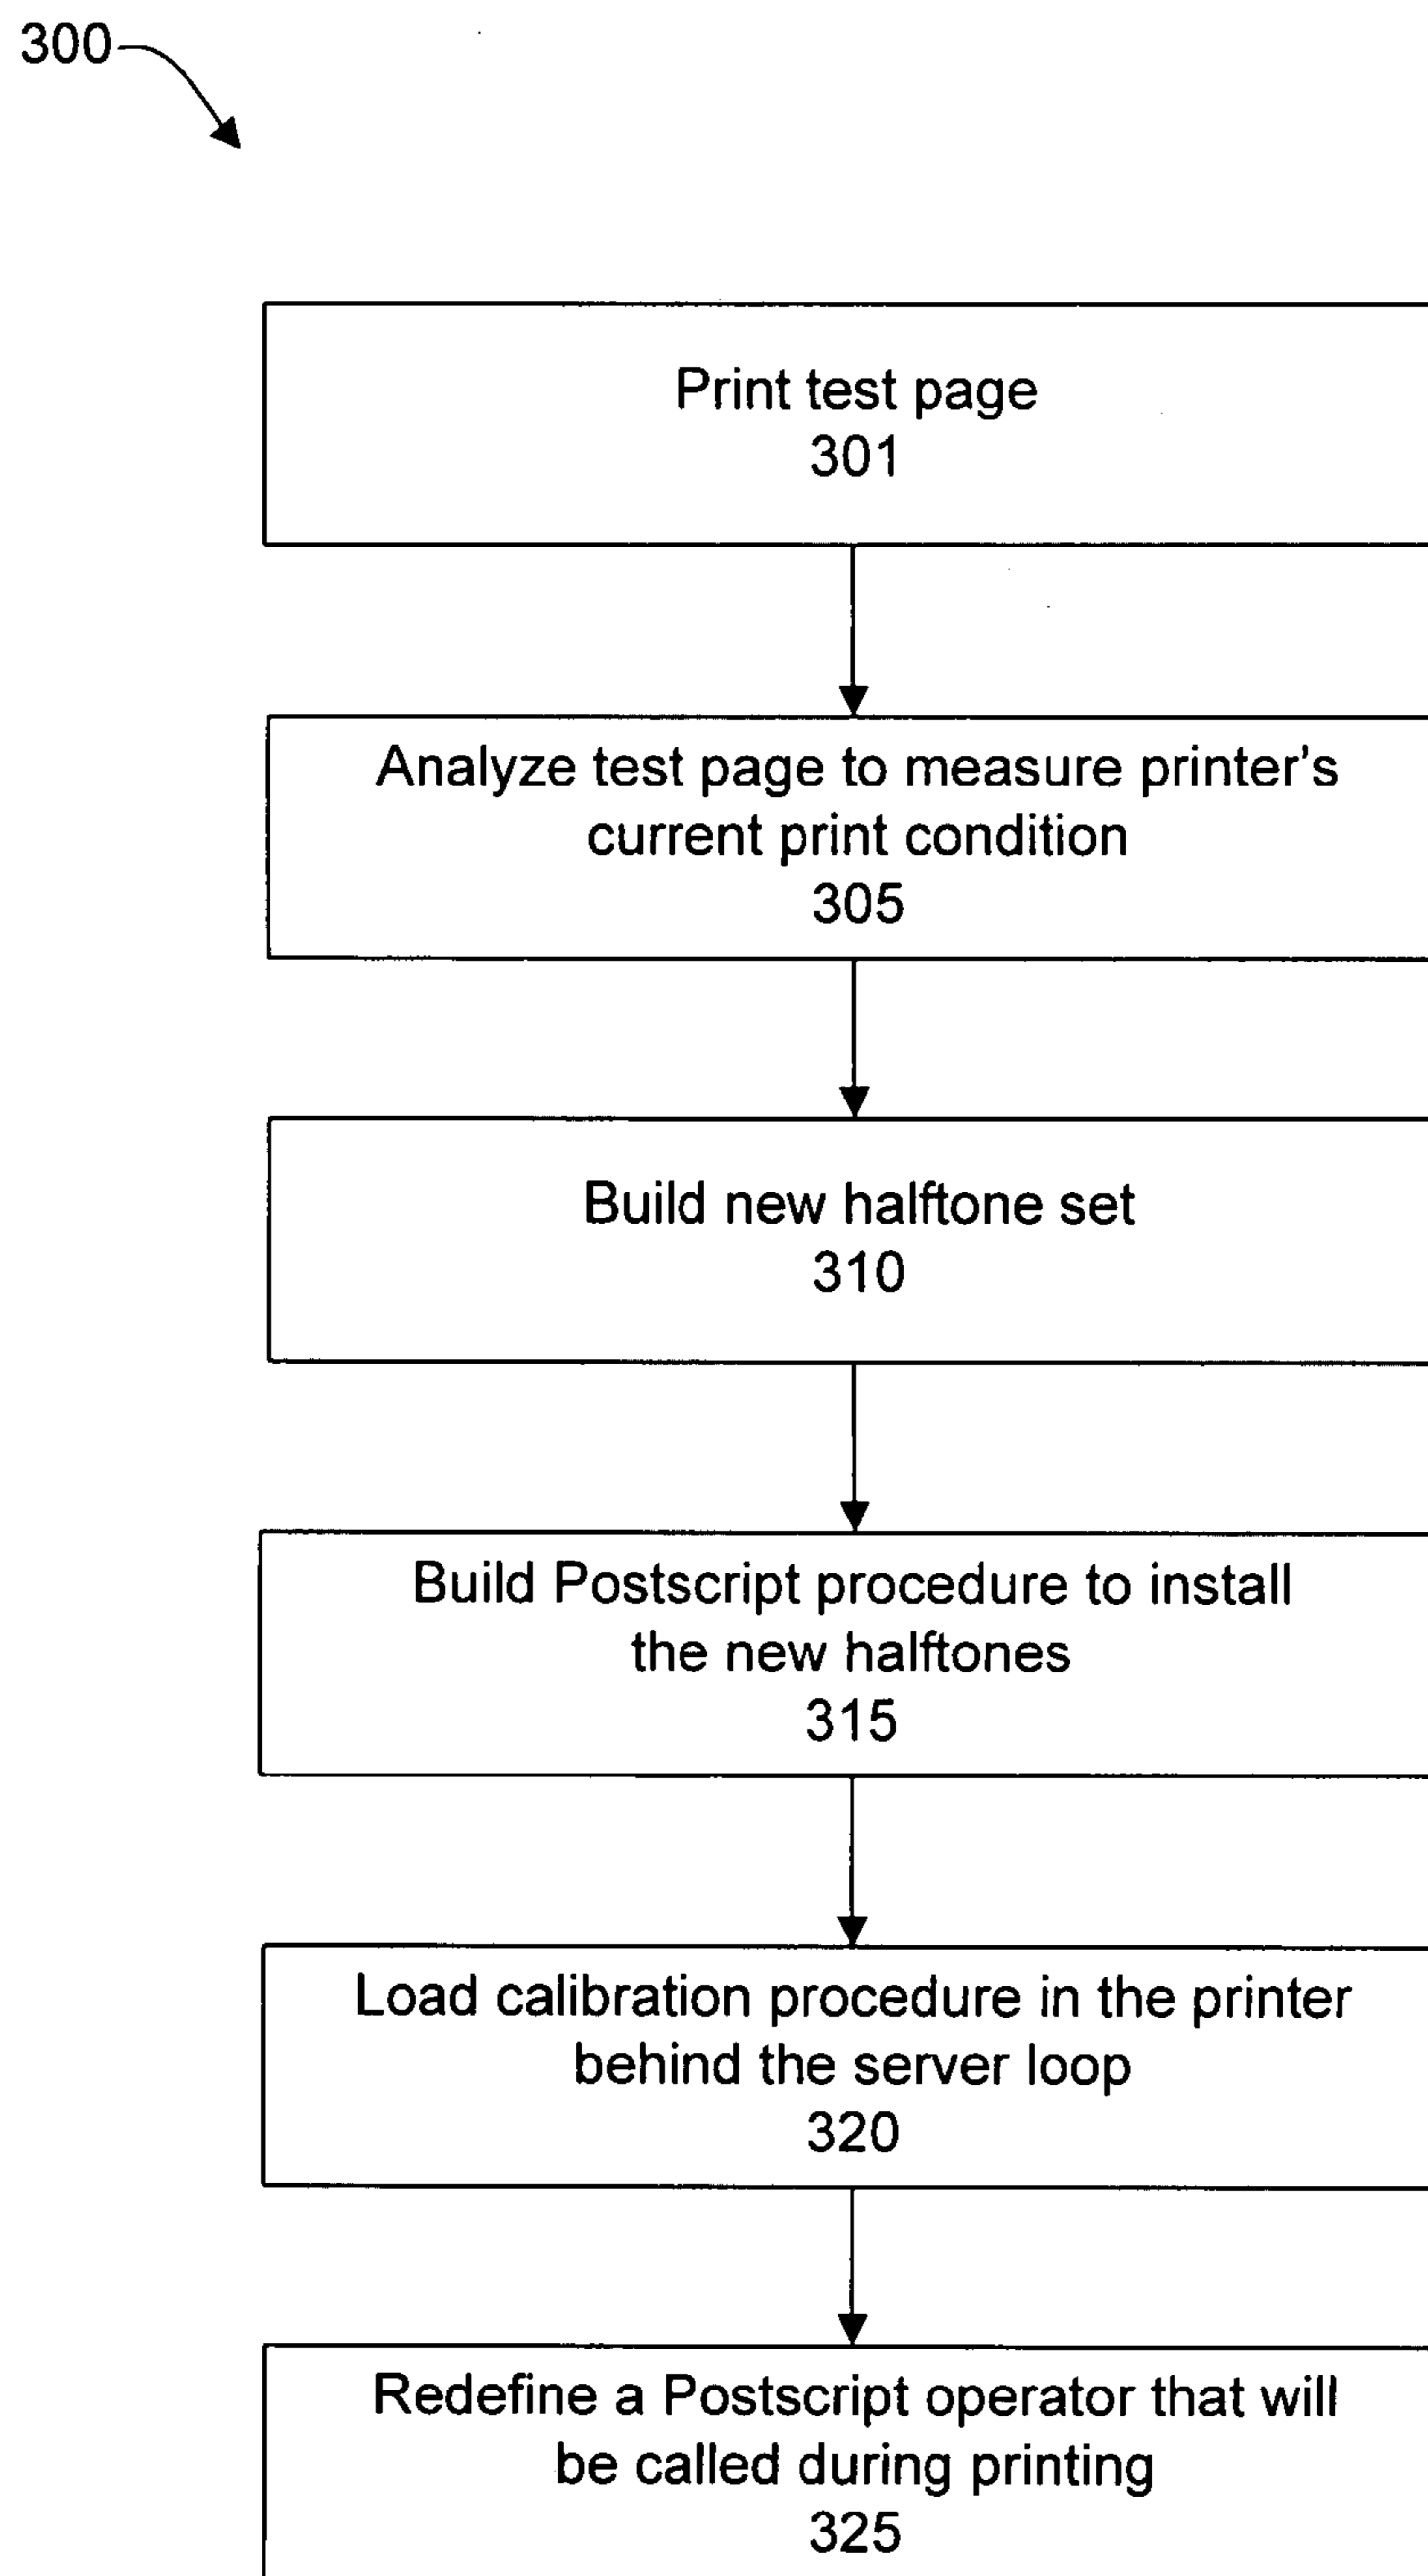 300
Print test page
301
Analyze test page to measure printer's
current print condition
305
Build new halftone set
310
Build Postscript procedure to install
the new halftones
315
Load calibration procedure in the printer
behind the server loop
320
Redefine a Postscript operator that will
be called during printing
325